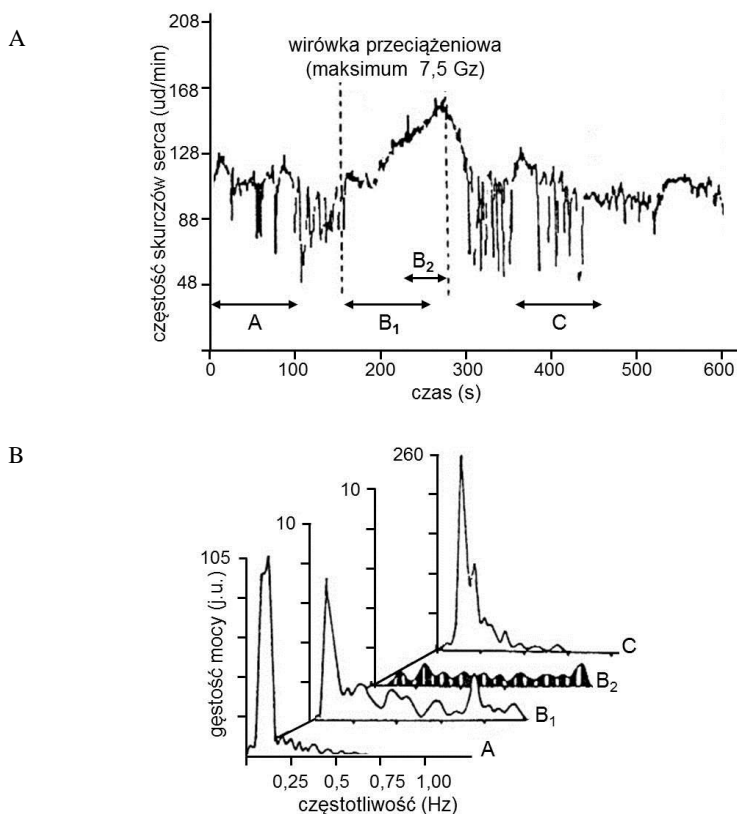 A
208
168
128
88
48
częstość skurczów serca (ud/min)
wirówka przeciążeniowa
(maksimum 7,5 Gz)
A
B₁
B₂
C
0
100
200
300
400
500
600
czas (s)
B
gęstość mocy (j.u.)
105
10
10
260
A
B₁
B₂
C
0,25
0,5
0,75
1,00
częstotliwość (Hz)